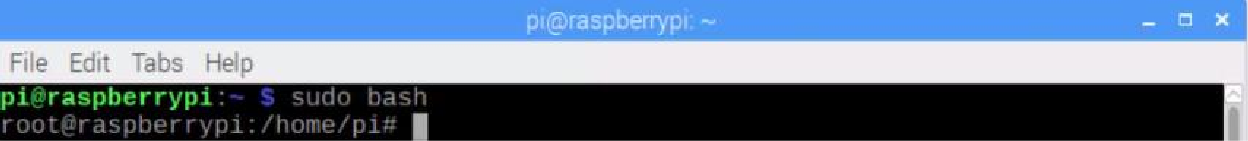 pi@raspberrypi: ~
File Edit Tabs Help
pi@raspberrypi:~ $ sudo bash
root@raspberrypi:/home/pi#